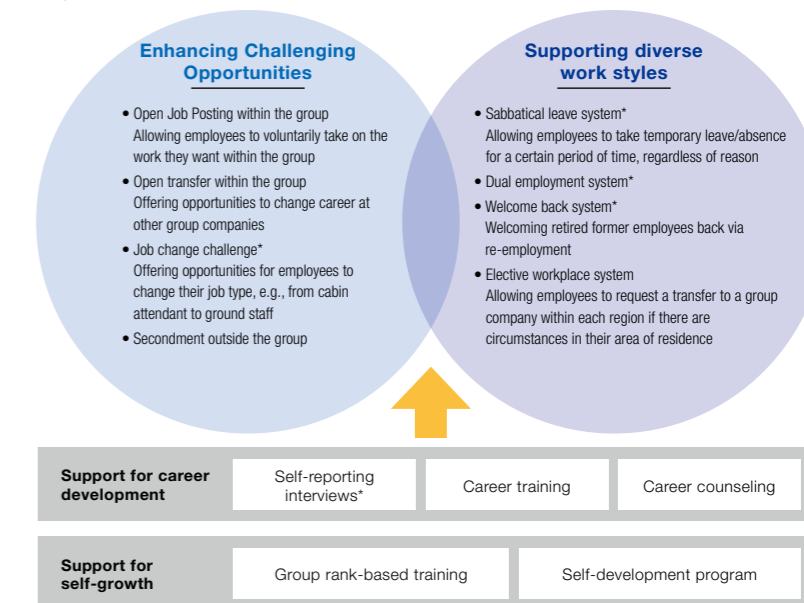 Enhancing Challenging
Opportunities
• Open Job Posting within the group
Allowing employees to voluntarily take on the
work they want within the group
• Open transfer within the group
Offering opportunities to change career at
other group companies
• Job change challenge*
Offering opportunities for employees to
change their job type, e.g., from cabin
attendant to ground staff
• Secondment outside the group
Supporting diverse
work styles
• Sabbatical leave system*
Allowing employees to take temporary leave/absence
for a certain period of time, regardless of reason
• Dual employment system*
• Welcome back system*
Welcoming retired former employees back via
re-employment
• Elective workplace system
Allowing employees to request a transfer to a group
company within each region if there are
circumstances in their area of residence
Support for career
development
Self-reporting
interviews*
Career training
Career counseling
Support for
self-growth
Group rank-based training
Self-development program